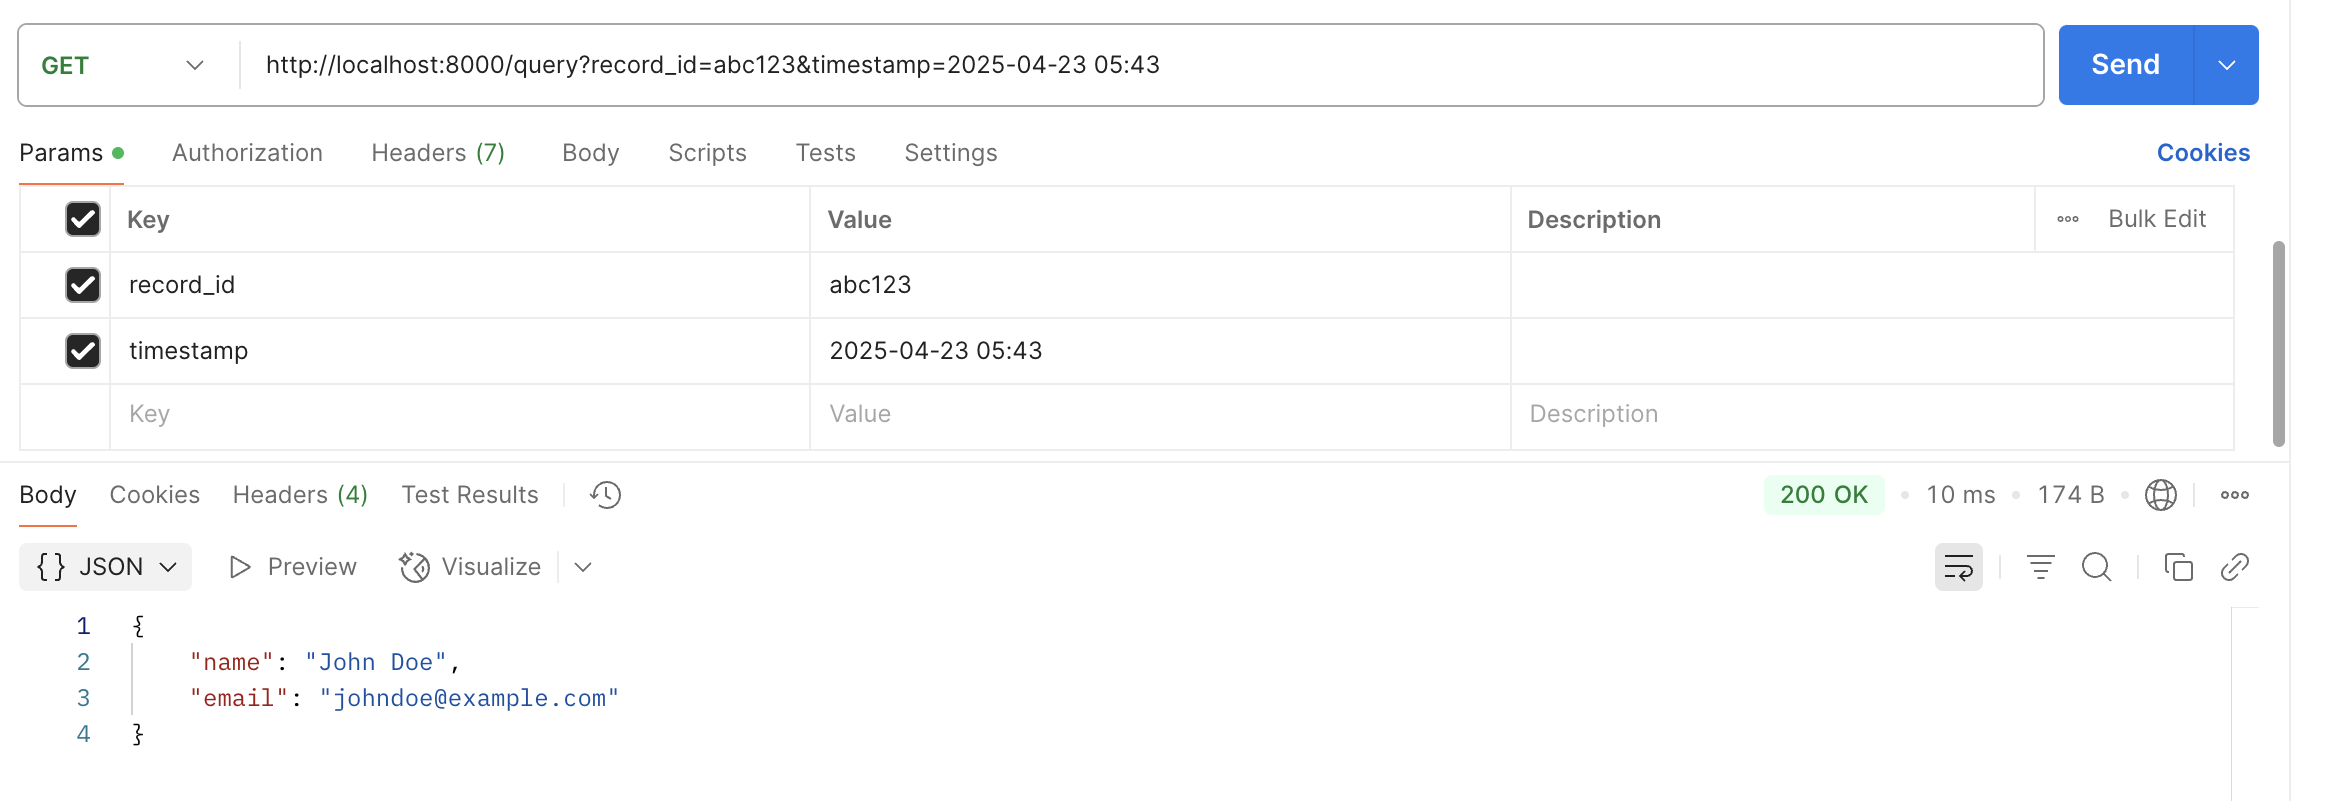 GET http://localhost:8000/query?record_id=abc123&timestamp=2025-04-23 05:43 Send
Params Authorization Headers (7) Body Scripts Tests Settings Cookies
Key Value Description Bulk Edit
record_id abc123
timestamp 2025-04-23 05:43
Key Value Description
Body Cookies Headers (4) Test Results 200 OK 10 ms 174 B
{} JSON Preview Visualize
1 {
2 "name": "John Doe",
3 "email": "johndoe@example.com"
4 }